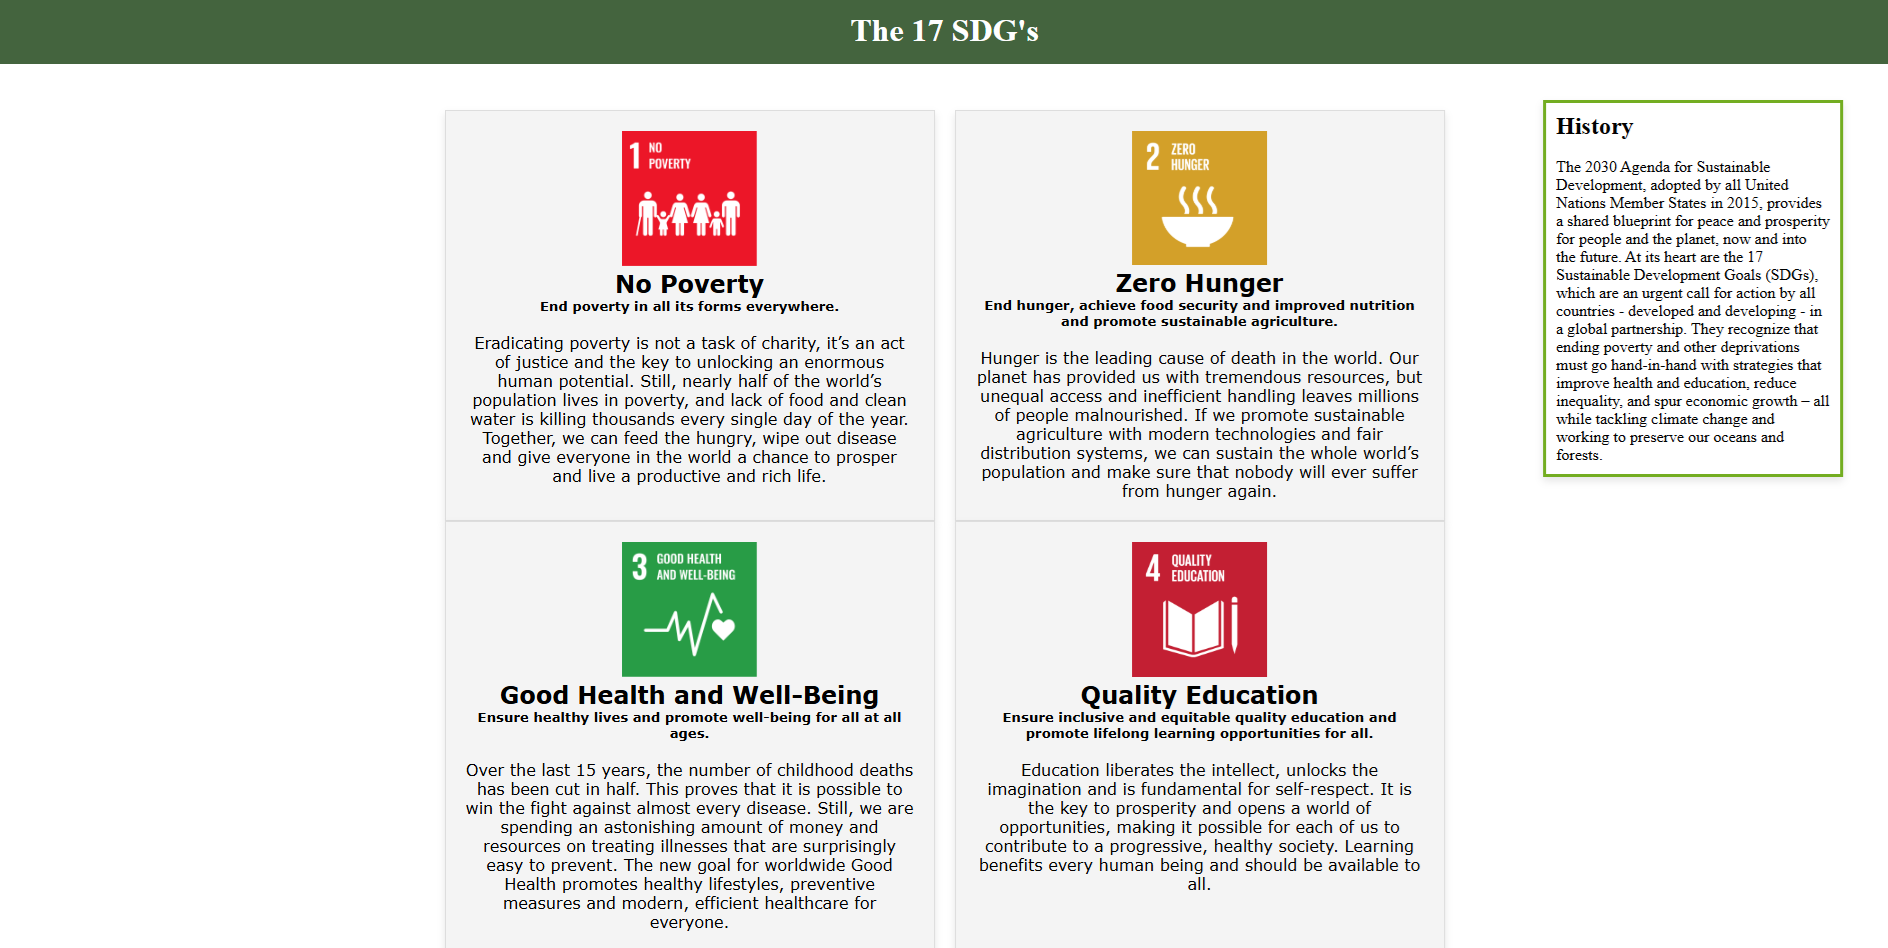 The 17 SDG's
1 NO
POVERTY
No Poverty
End poverty in all its forms everywhere.
Eradicating poverty is not a task of charity, it’s an act
of justice and the key to unlocking an enormous
human potential. Still, nearly half of the world’s
population lives in poverty, and lack of food and clean
water is killing thousands every single day of the year.
Together, we can feed the hungry, wipe out disease
and give everyone in the world a chance to prosper
and live a productive and rich life.
2 ZERO
HUNGER
Zero Hunger
End hunger, achieve food security and improved nutrition
and promote sustainable agriculture.
Hunger is the leading cause of death in the world. Our
planet has provided us with tremendous resources, but
unequal access and inefficient handling leaves millions
of people malnourished. If we promote sustainable
agriculture with modern technologies and fair
distribution systems, we can sustain the whole world’s
population and make sure that nobody will ever suffer
from hunger again.
3 GOOD HEALTH
AND WELL-BEING
Good Health and Well-Being
Ensure healthy lives and promote well-being for all at all
ages.
Over the last 15 years, the number of childhood deaths
has been cut in half. This proves that it is possible to
win the fight against almost every disease. Still, we are
spending an astonishing amount of money and
resources on treating illnesses that are surprisingly
easy to prevent. The new goal for worldwide Good
Health promotes healthy lifestyles, preventive
measures and modern, efficient healthcare for
everyone.
4 QUALITY
EDUCATION
Quality Education
Ensure inclusive and equitable quality education and
promote lifelong learning opportunities for all.
Education liberates the intellect, unlocks the
imagination and is fundamental for self-respect. It is
the key to prosperity and opens a world of
opportunities, making it possible for each of us to
contribute to a progressive, healthy society. Learning
benefits every human being and should be available to
all.
History
The 2030 Agenda for Sustainable
Development, adopted by all United
Nations Member States in 2015, provides
a shared blueprint for peace and prosperity
for people and the planet, now and into
the future. At its heart are the 17
Sustainable Development Goals (SDGs),
which are an urgent call for action by all
countries - developed and developing - in
a global partnership. They recognize that
ending poverty and other deprivations
must go hand-in-hand with strategies that
improve health and education, reduce
inequality, and spur economic growth – all
while tackling climate change and
working to preserve our oceans and
forests.